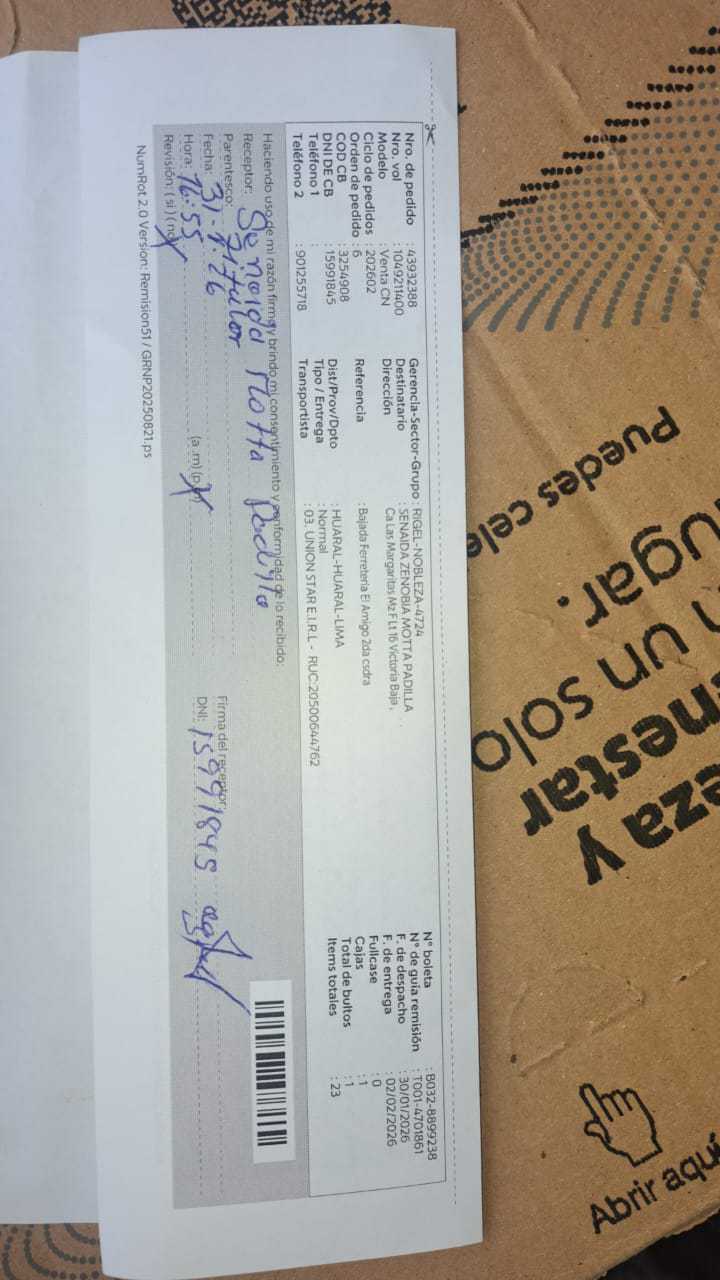 Nro. de pedido : 43932388
Nro. vol : 1049211400
Modelo : Venta CN
Ciclo de pedidos : 202602
Orden de pedido : 6
COD CB : 3254908
DNI DE CB : 15991845
Teléfono 1 :
Teléfono 2 : 901255718
Gerencia-Sector-Grupo : RIGEL-NOBLEZA-4724
Destinatario : SENAIDA ZENOBIA MOTTA PADILLA
Dirección Ca Las Margaritas Mz F Lt 16 Victoria Baja ,
Referencia : Bajada Ferreteria El Amigo 2da csdra
Dist/Prov/Dpto : HUARAL-HUARAL-LIMA
Tipo / Entrega : Normal
Transportista : 03. UNION STAR E.I.R.L - RUC:20500644762
N° boleta : B032-8899238
N° de guía remisión : T001-4701861
F. de despacho : 30/01/2026
F. de entrega : 02/02/2026
Fullcase : 0
Cajas : 1
Total de bultos : 1
Items totales : 23
Haciendo uso de mi razón firmo y brindo mi consentimiento y conformidad de lo recibido:
Receptor: Senaida Motta Padilla
Parentesco: Titular
Fecha: 31-1-26
Hora: 16:55 (a.m) (p.m)
Revisión: ( si ) ( no )
Firma del receptor:
DNI: 15991845
NumRot 2.0 Version: Remision51 / GRNP20250821.ps
Puedes cele
ugar.
n un solo
nestar
eza y
Abrir aquí